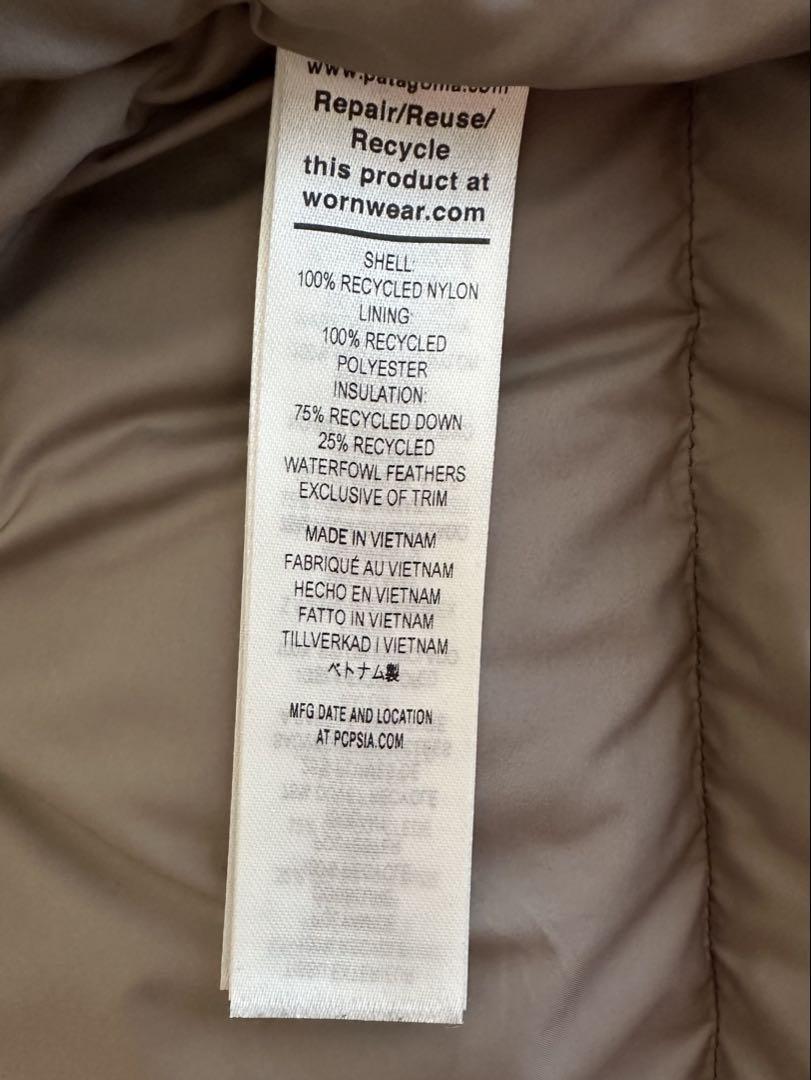 www.patagonia.com
Repair/Reuse/
Recycle
this product at
wornwear.com
SHELL:
100% RECYCLED NYLON
LINING:
100% RECYCLED
POLYESTER
INSULATION:
75% RECYCLED DOWN
25% RECYCLED
WATERFOWL FEATHERS
EXCLUSIVE OF TRIM
MADE IN VIETNAM
FABRIQUÉ AU VIETNAM
HECHO EN VIETNAM
FATTO IN VIETNAM
TILLVERKAD I VIETNAM
ベトナム製
MFG DATE AND LOCATION
AT PCPSIA.COM